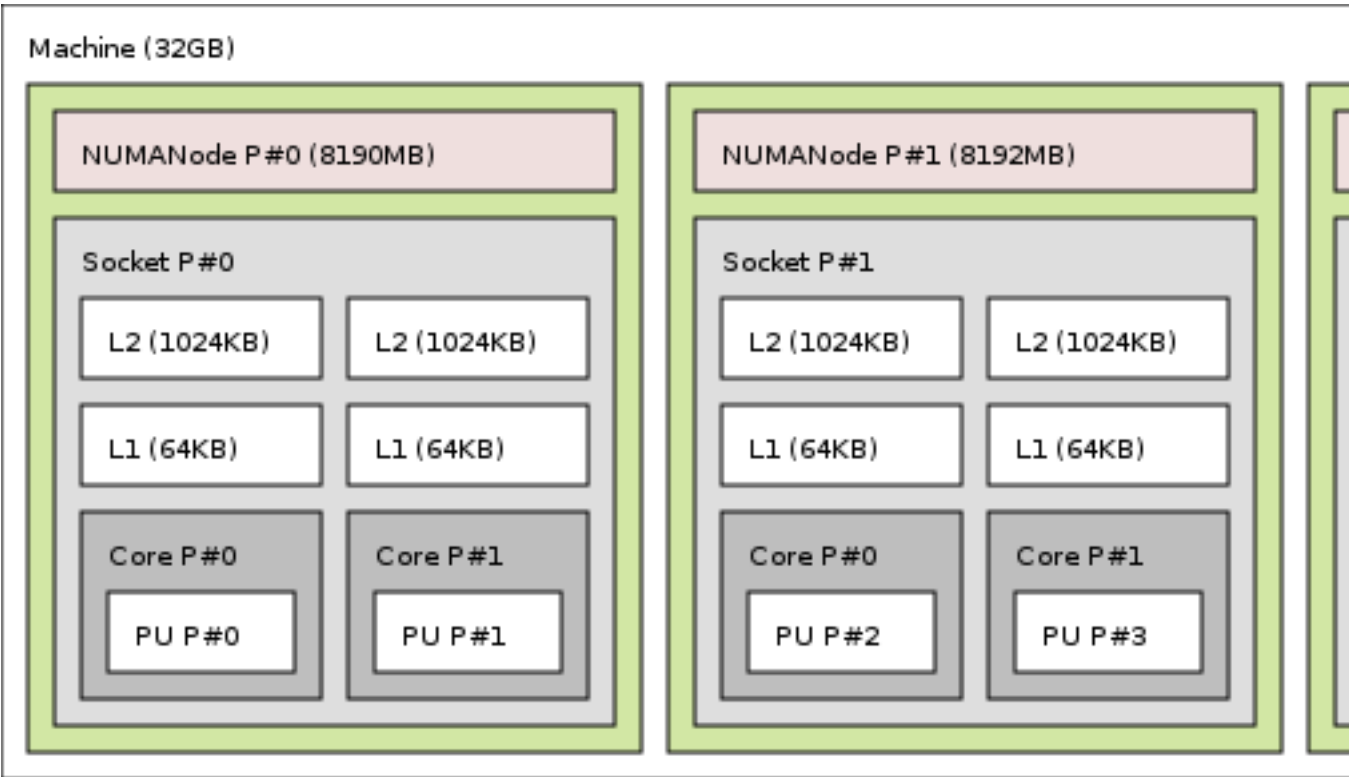 Machine (32GB)
NUMANode P#0 (8190MB)
Socket P#0
L2 (1024KB)
L2 (1024KB)
L1 (64KB)
L1 (64KB)
Core P#0
PU P#0
Core P#1
PU P#1
NUMANode P#1 (8192MB)
Socket P#1
L2 (1024KB)
L2 (1024KB)
L1 (64KB)
L1 (64KB)
Core P#0
PU P#2
Core P#1
PU P#3